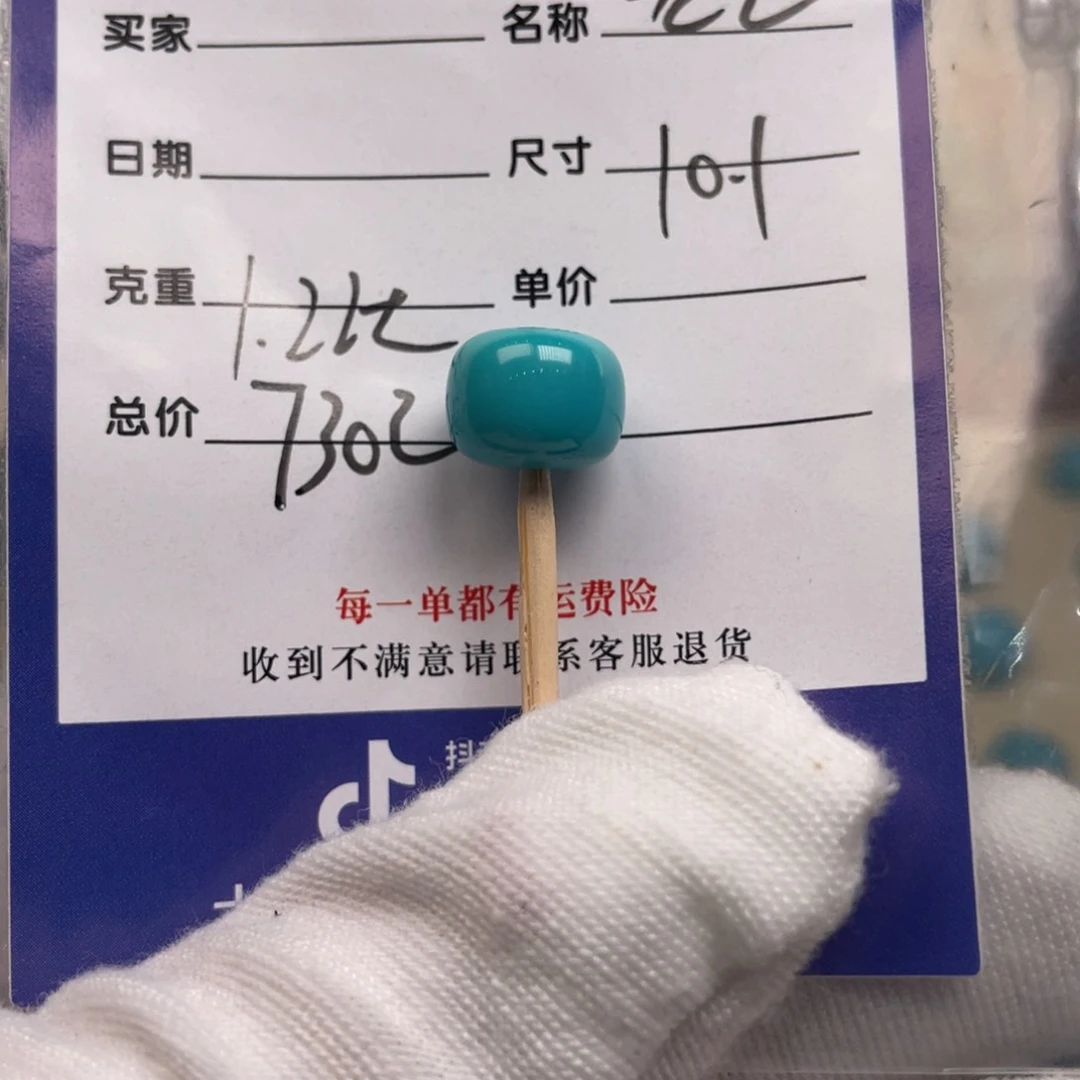 买家 名称
日期 尺寸 10.1
克重 1.21
总价 730
单价
每一单都有运费险
收到不满意请联系客服退货
抖